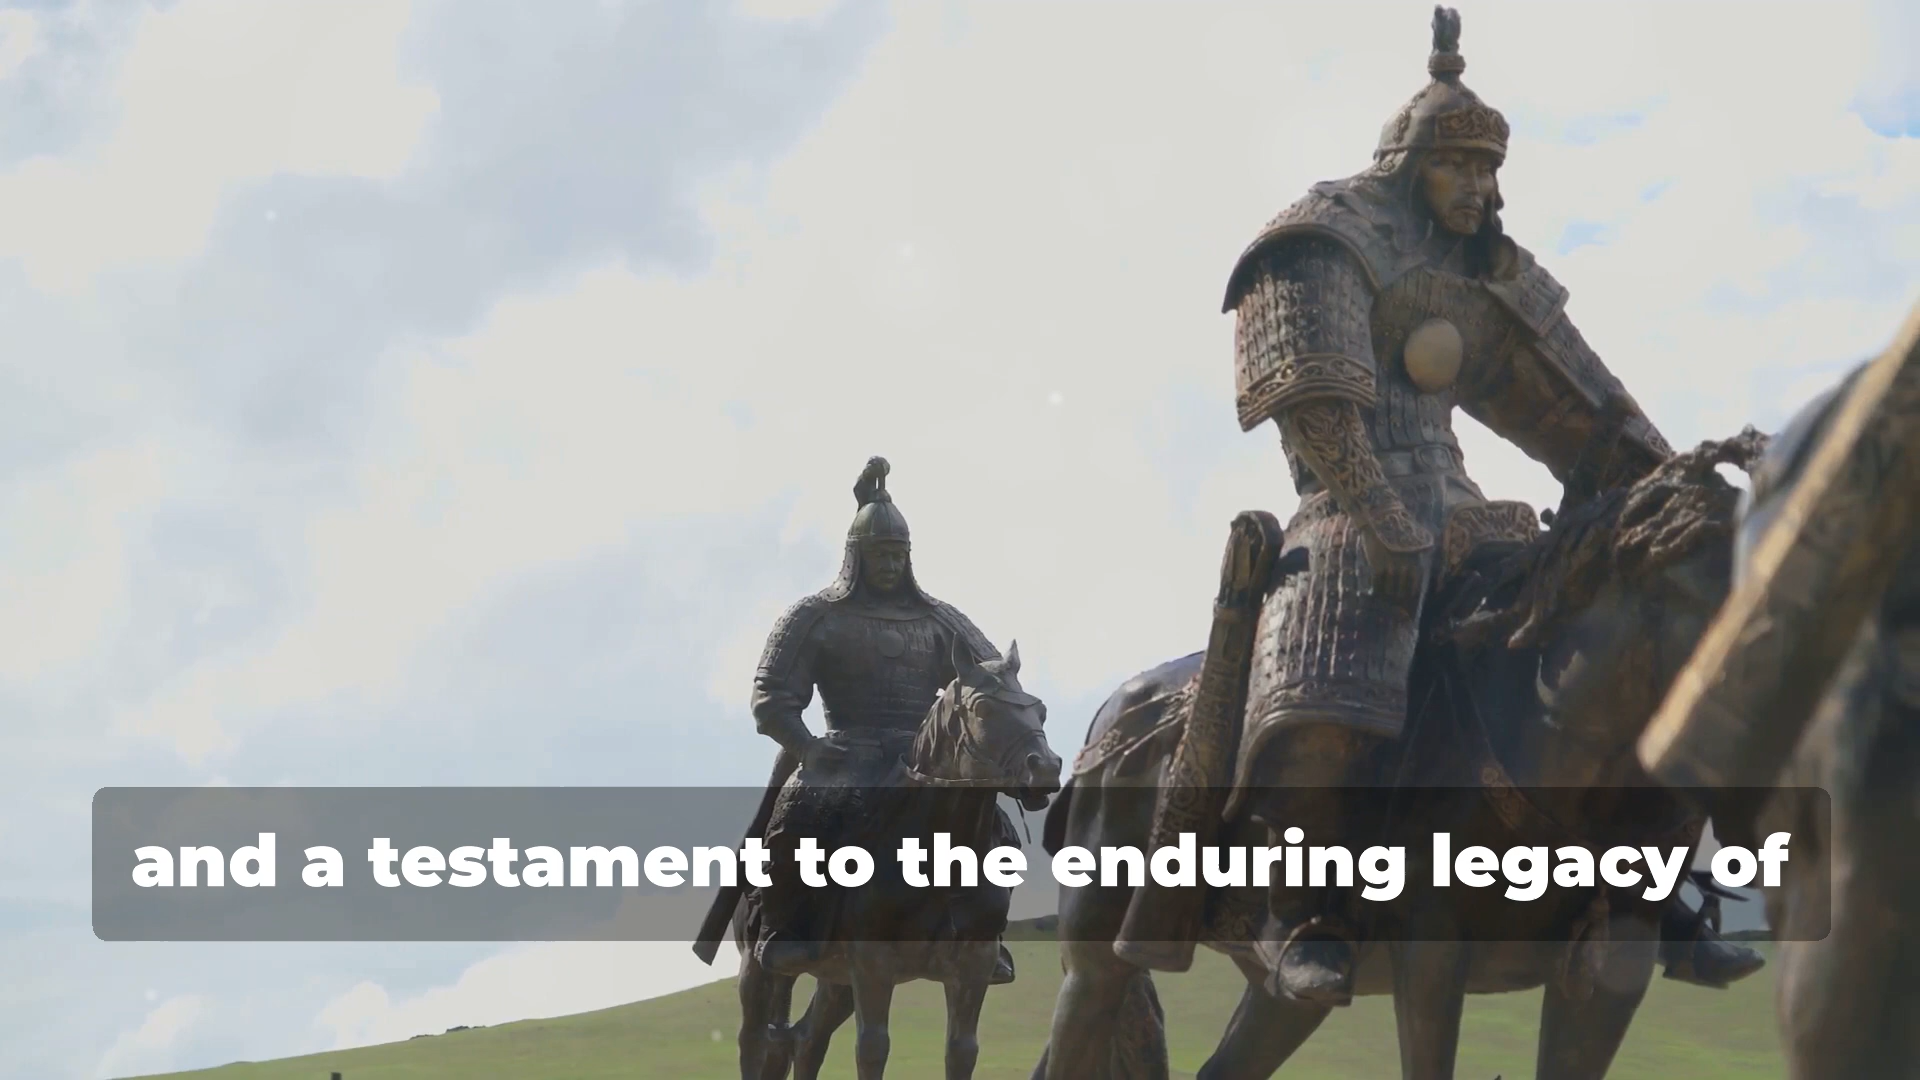 and a testament to the enduring legacy of